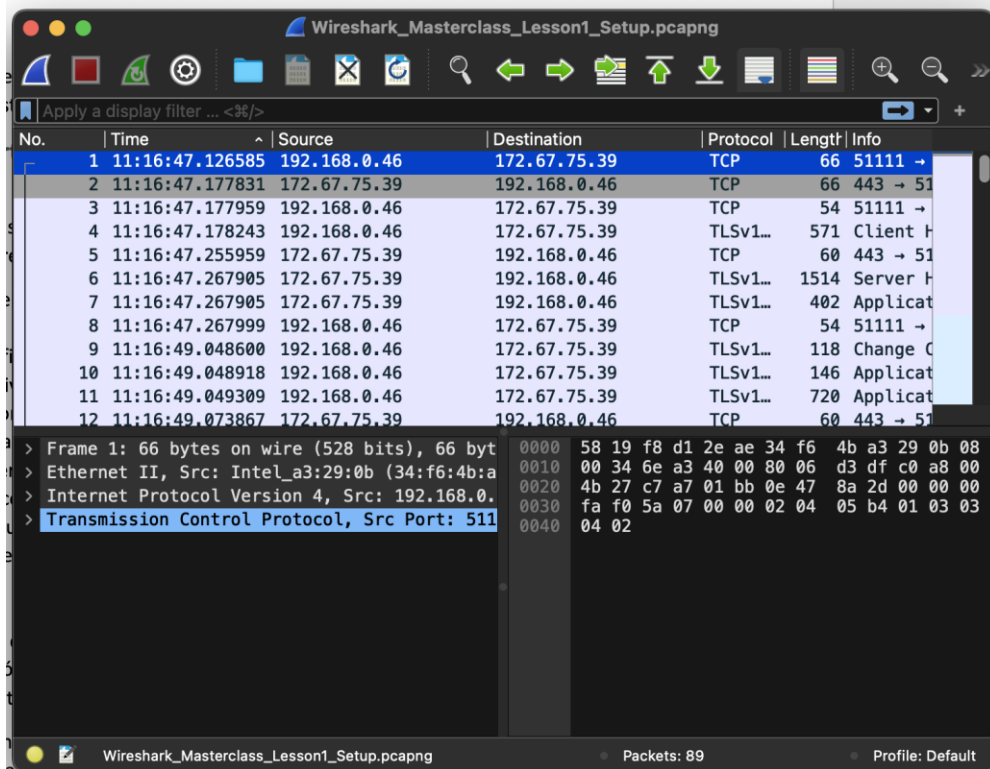 Wireshark_Masterclass_Lesson1_Setup.pcapng
Apply a display filter ... <⌘/>
No. Time Source Destination Protocol Length Info
1 11:16:47.126585 192.168.0.46 172.67.75.39 TCP 66 51111 →
2 11:16:47.177831 172.67.75.39 192.168.0.46 TCP 66 443 → 51
3 11:16:47.177959 192.168.0.46 172.67.75.39 TCP 54 51111 →
4 11:16:47.178243 192.168.0.46 172.67.75.39 TLSv1… 571 Client H
5 11:16:47.255959 172.67.75.39 192.168.0.46 TCP 60 443 → 51
6 11:16:47.267905 172.67.75.39 192.168.0.46 TLSv1… 1514 Server H
7 11:16:47.267905 172.67.75.39 192.168.0.46 TLSv1… 402 Applicat
8 11:16:47.267999 192.168.0.46 172.67.75.39 TCP 54 51111 →
9 11:16:49.048600 192.168.0.46 172.67.75.39 TLSv1… 118 Change C
10 11:16:49.048918 192.168.0.46 172.67.75.39 TLSv1… 146 Applicat
11 11:16:49.049309 192.168.0.46 172.67.75.39 TLSv1… 720 Applicat
12 11:16:49.073867 172.67.75.39 192.168.0.46 TCP 60 443 → 51
> Frame 1: 66 bytes on wire (528 bits), 66 byt
> Ethernet II, Src: Intel_a3:29:0b (34:f6:4b:a
> Internet Protocol Version 4, Src: 192.168.0.
> Transmission Control Protocol, Src Port: 511
0000 58 19 f8 d1 2e ae 34 f6 4b a3 29 0b 08
0010 00 34 6e a3 40 00 80 06 d3 df c0 a8 00
0020 4b 27 c7 a7 01 bb 0e 47 8a 2d 00 00 00
0030 fa f0 5a 07 00 00 02 04 05 b4 01 03 03
0040 04 02
Wireshark_Masterclass_Lesson1_Setup.pcapng Packets: 89 Profile: Default